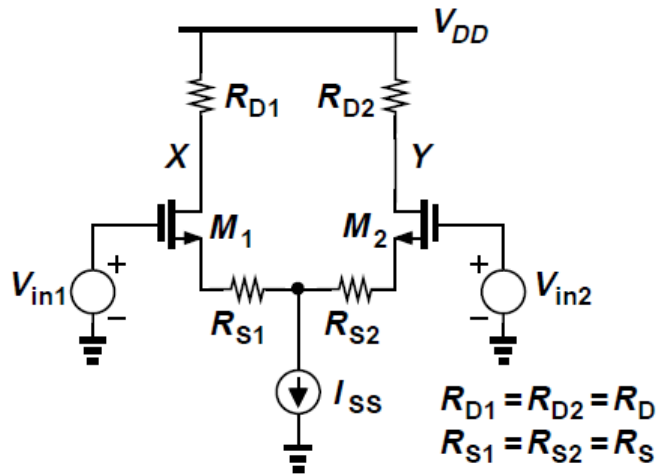 V_DD
R_D1 R_D2
X Y
M_1 M_2
V_in1 + − R_S1 R_S2 + − V_in2
I_SS
R_D1 = R_D2 = R_D
R_S1 = R_S2 = R_S